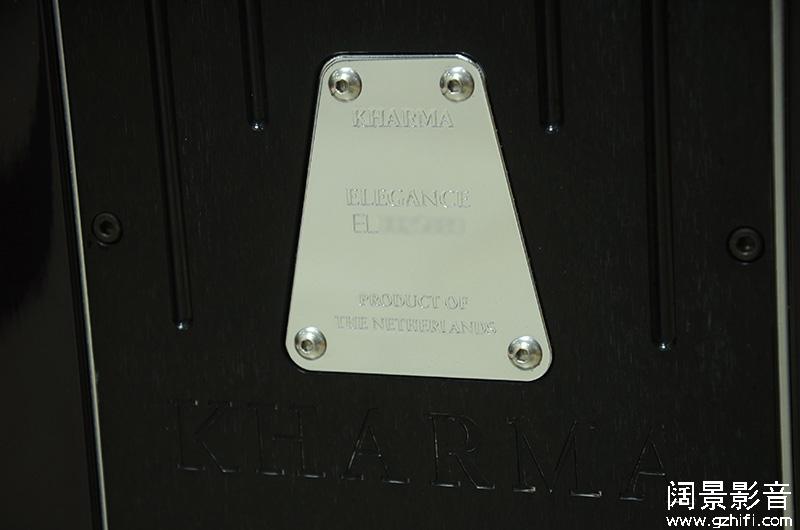 KHARMA
ELEGANCE
EL
PRODUCT OF
THE NETHERLANDS
KHARMA
阔景影音
www.gzhifi.com